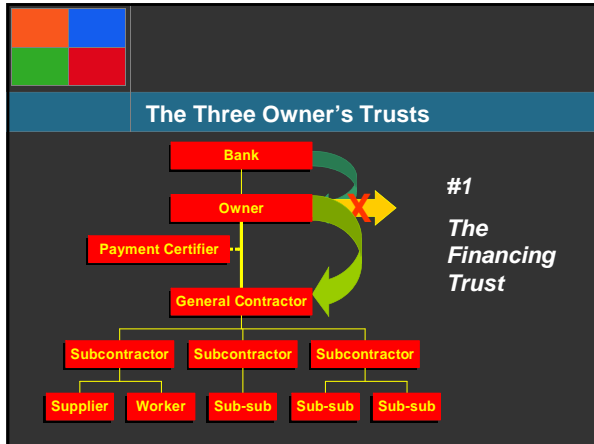 The Three Owner's Trusts
Bank
#1
Owner
X
The
Financing
Trust
Payment Certifier
General Contractor
Subcontractor Subcontractor Subcontractor
Supplier Worker Sub-sub Sub-sub Sub-sub